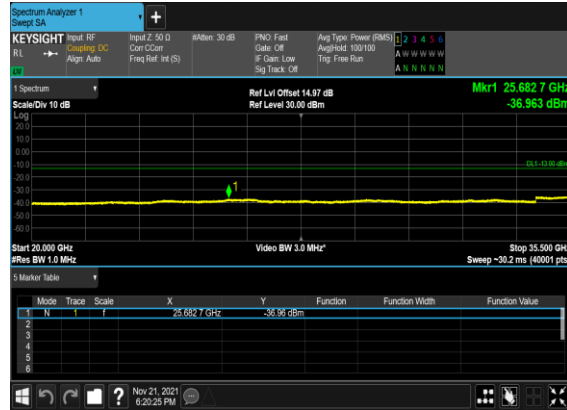 Spectrum Analyzer 1
Swept SA
+
KEYSIGHT Input: RF Input Z: 50 Ω #Atten: 30 dB PNO: Fast Avg Type: Power (RMS) 1 2 3 4 5 6
RL Coupling: DC Corr CCorr Gate: Off Avg|Hold: 100/100 A W W W W W
Align: Auto Freq Ref: Int (S) IF Gain: Low Trig: Free Run
Sig Track: Off A N N N N N
1 Spectrum Ref Lvl Offset 14.97 dB Mkr1 25.682 7 GHz
Scale/Div 10 dB Ref Level 30.00 dBm -36.963 dBm
Log
20.0
10.0
0.00
-10.0
DL1 -13.00 dBm
-20.0
-30.0
1
-40.0
-50.0
-60.0
Start 20.000 GHz Video BW 3.0 MHz* Stop 35.500 GHz
#Res BW 1.0 MHz Sweep ~30.2 ms (40001 pts)
5 Marker Table
Mode Trace Scale X Y Function Function Width Function Value
1 N 1 f 25.682 7 GHz -36.96 dBm
2
3
4
5
6
? Nov 21, 2021
6:20:25 PM